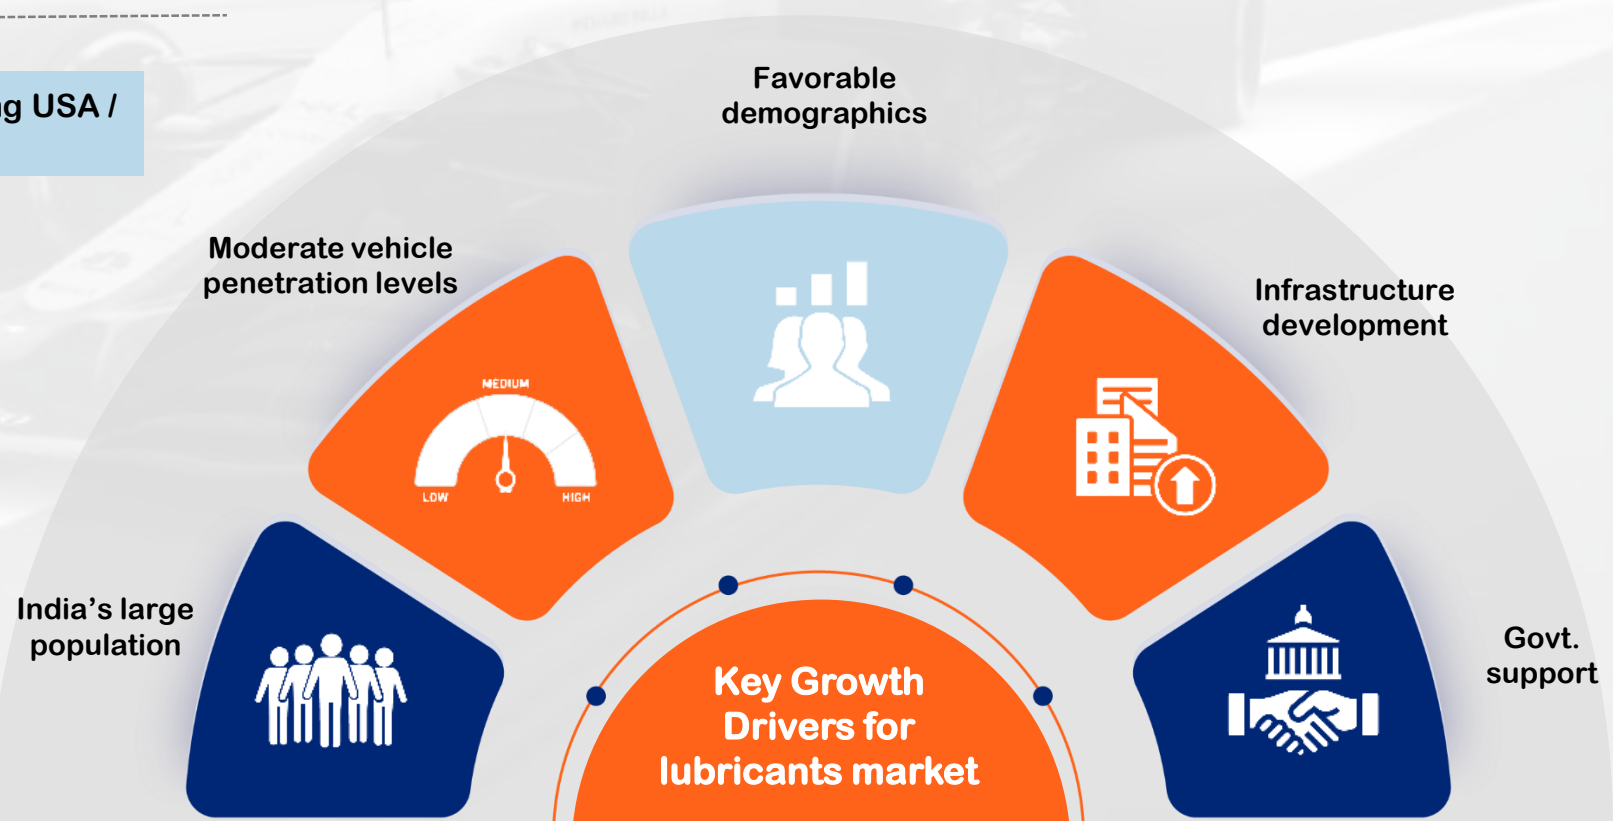 g USA /
Favorable
demographics
Moderate vehicle
penetration levels
Infrastructure
development
MEDIUM
LOW
HIGH
India’s large
population
Govt.
support
Key Growth
Drivers for
lubricants market